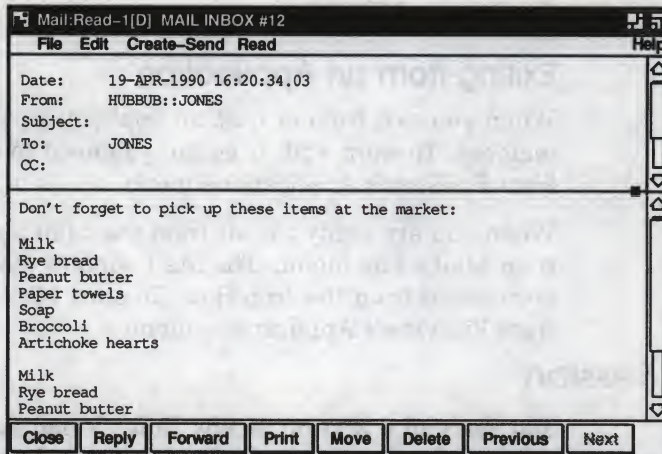 Mail:Read-1[D] MAIL INBOX #12
File Edit Create-Send Read Help
Date: 19-APR-1990 16:20:34.03
From: HUBBUB::JONES
Subject:
To: JONES
CC:
Don't forget to pick up these items at the market:
Milk
Rye bread
Peanut butter
Paper towels
Soap
Broccoli
Artichoke hearts
Milk
Rye bread
Peanut butter
Close Reply Forward Print Move Delete Previous Next